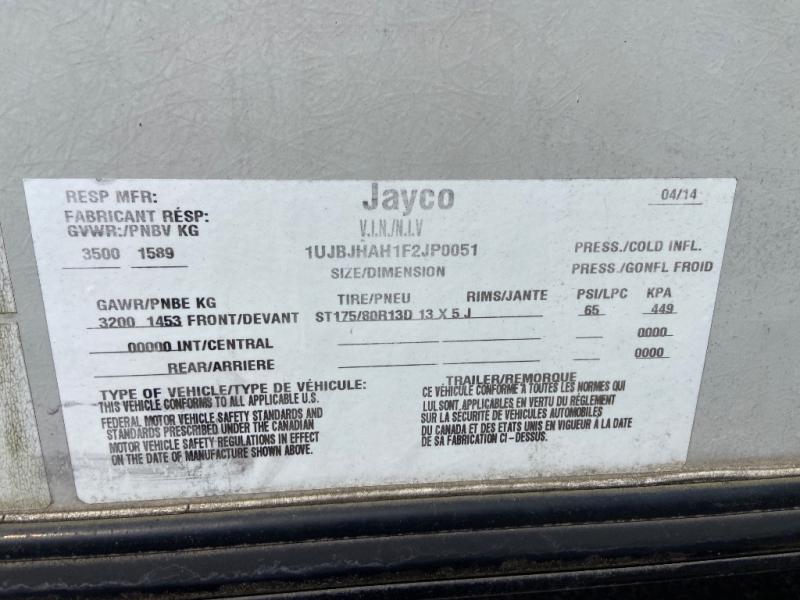 RESP MFR: Jayco 04/14
FABRICANT RÉSP:
GVWR:/PNBV KG V.I.N./N.I.V
3500 1589 1UJBJHAH1F2JP0051 PRESS./COLD INFL.
SIZE/DIMENSION PRESS./GONFL FROID
GAWR/PNBE KG TIRE/PNEU RIMS/JANTE PSI/LPC KPA
3200 1453 FRONT/DEVANT ST175/80R13D 13 X 5 J 65 449
00000 INT/CENTRAL 0000
REAR/ARRIERE 0000
TYPE OF VEHICLE/TYPE DE VÉHICULE: TRAILER/REMORQUE
THIS VEHICLE CONFORMS TO ALL APPLICABLE U.S.
FEDERAL MOTOR VEHICLE SAFETY STANDARDS AND
STANDARDS PRESCRIBED UNDER THE CANADIAN
MOTOR VEHICLE SAFETY REGULATIONS IN EFFECT
ON THE DATE OF MANUFACTURE SHOWN ABOVE.
CE VÉHICULE CONFORME À TOUTES LES NORMES QUI
LUI SONT APPLICABLES EN VERTU DU RÉGLEMENT
SUR LA SECURITÉ DE VEHICULES AUTOMOBILES
DU CANADA ET DES ETATS UNIS EN VIGUEUR À LA DATE
DE SA FABRICATION CI-DESSUS.